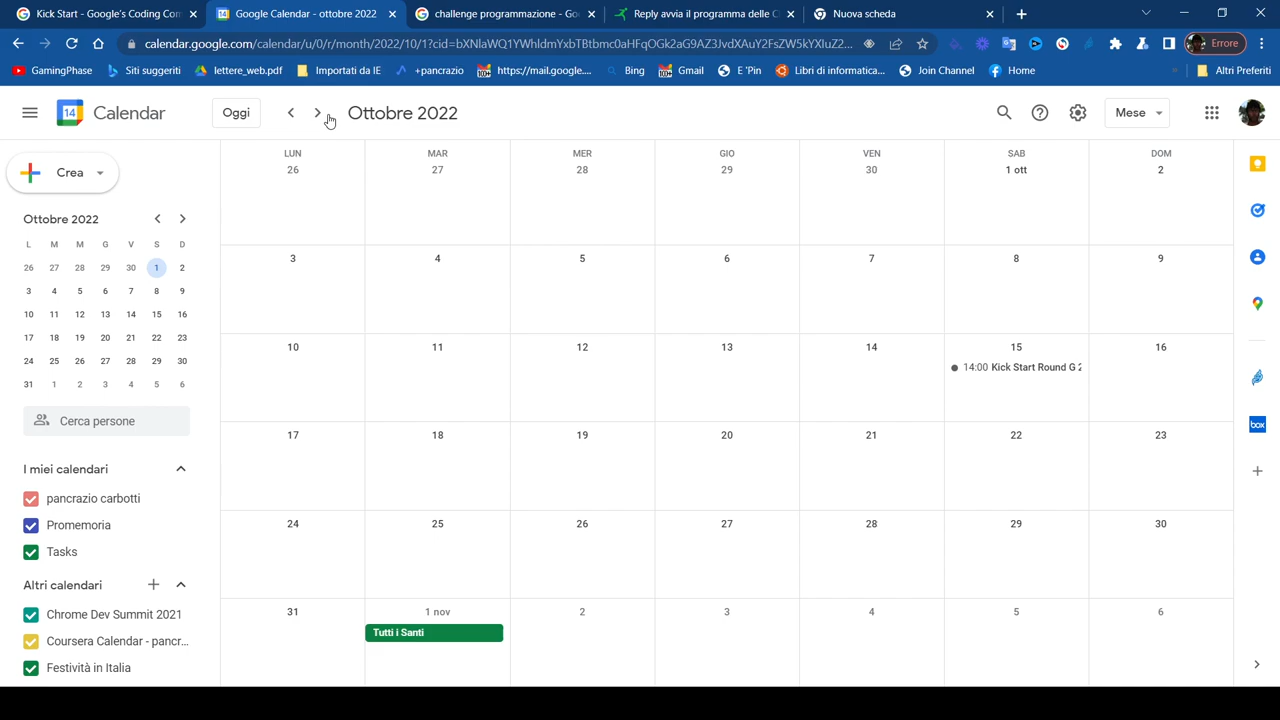 Kick Start - Google's Coding Com
Google Calendar - ottobre 2022
challenge programmazione - Goo
Reply avvia il programma delle C
Nuova scheda
calendar.google.com/calendar/u/0/r/month/2022/10/1?cid=
Errore
GamingPhase
Siti suggeriti
lettere_web.pdf
Importati da IE
+pancrazio
https://mail.google....
Bing
Gmail
E 'Pin
Libri di informatica...
Join Channel
Home
Altri Preferiti
14
Calendar
Oggi
Ottobre 2022
Mese
Crea
Ottobre 2022
L M M G V S D
26 27 28 29 30 1 2
3 4 5 6 7 8 9
10 11 12 13 14 15 16
17 18 19 20 21 22 23
24 25 26 27 28 29 30
31 1 2 3 4 5 6
Cerca persone
I miei calendari
pancrazio carbotti
Promemoria
Tasks
Altri calendari
Chrome Dev Summit 2021
Coursera Calendar - pancr...
Festività in Italia
LUN MAR MER GIO VEN SAB DOM
26 27 28 29 30 1 ott 2
3 4 5 6 7 8 9
10 11 12 13 14 15 16
14:00 Kick Start Round G 2
17 18 19 20 21 22 23
24 25 26 27 28 29 30
31 1 nov 2 3 4 5 6
Tutti i Santi
box